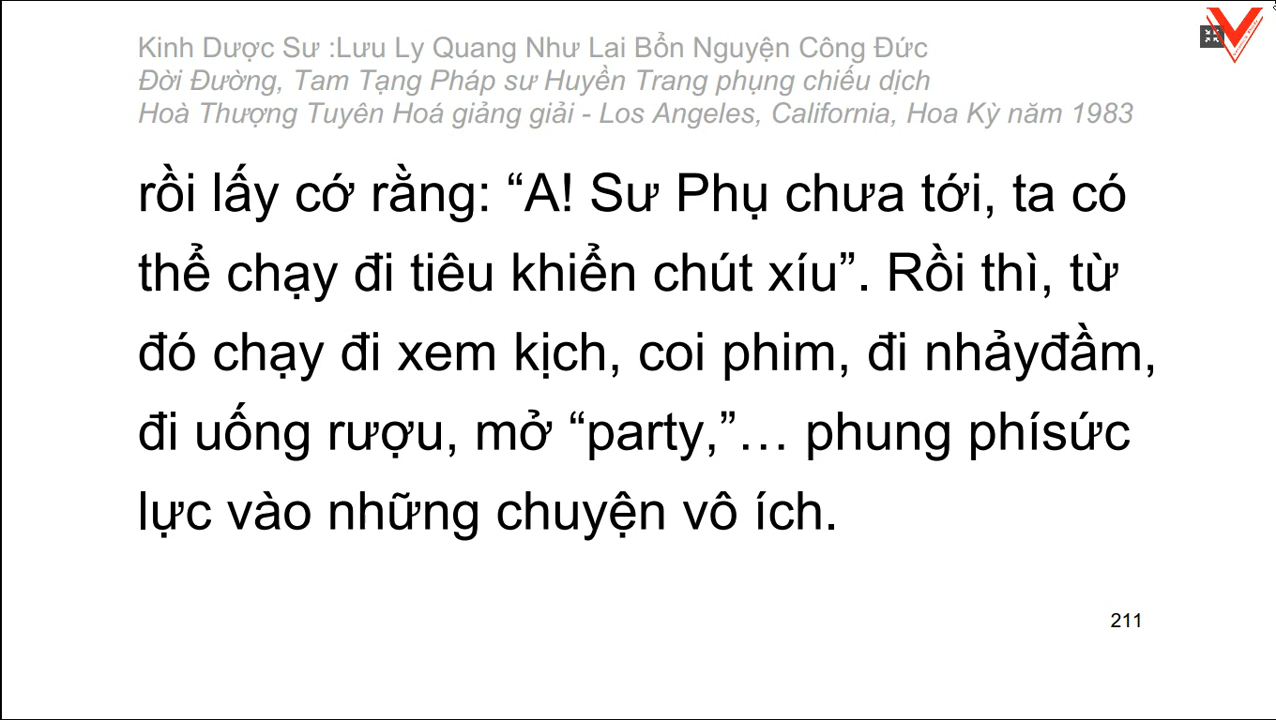 Kinh Dược Sư :Lưu Ly Quang Như Lai Bổn Nguyện Công Đức
Đời Đường, Tam Tạng Pháp sư Huyền Trang phụng chiếu dịch
Hoà Thượng Tuyên Hoá giảng giải - Los Angeles, California, Hoa Kỳ năm 1983
rồi lấy cớ rằng: “A! Sư Phụ chưa tới, ta có
thể chạy đi tiêu khiển chút xíu”. Rồi thì, từ
đó chạy đi xem kịch, coi phim, đi nhảyđầm,
đi uống rượu, mở “party,”… phung phísức
lực vào những chuyện vô ích.
211